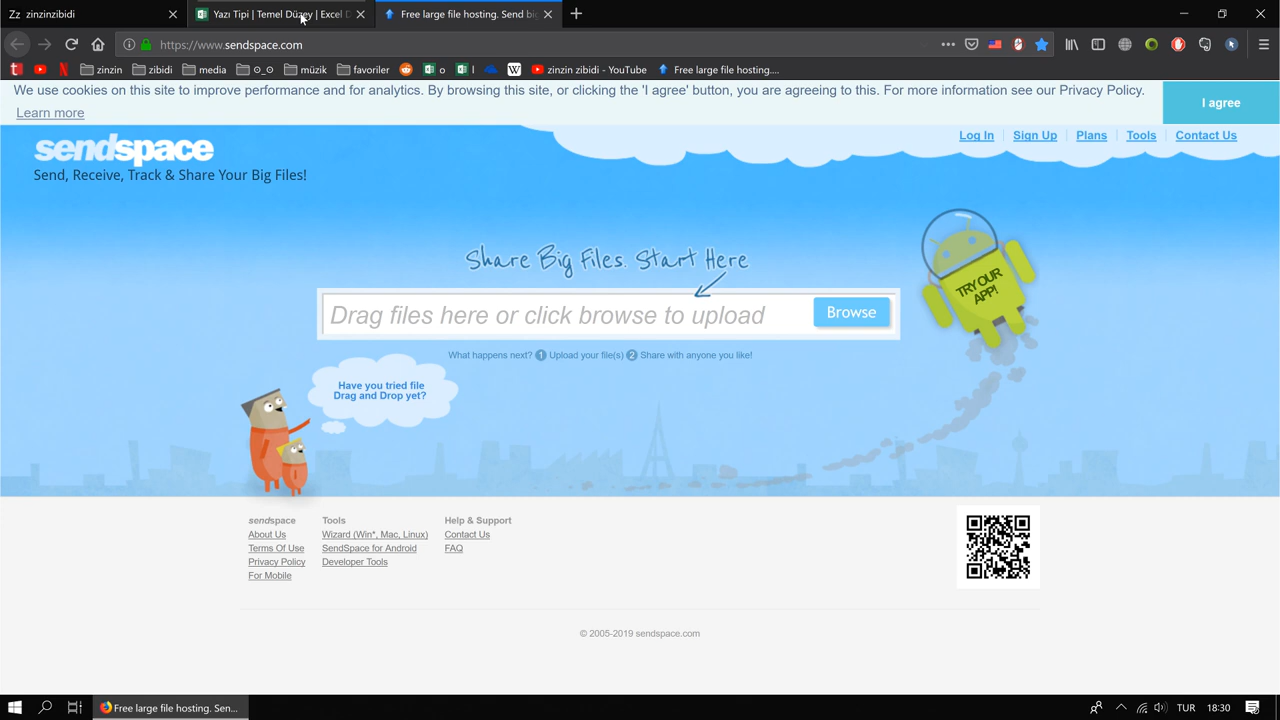 Zz zinzinzibidi
Yazı Tipi | Temel Düzey | Excel D
Free large file hosting. Send big
https://www.sendspace.com
zinzin
zibidi
media
ʘ_ʘ
müzik
favoriler
o
l
W
zinzin zibidi - YouTube
Free large file hosting....
We use cookies on this site to improve performance and for analytics. By browsing this site, or clicking the 'I agree' button, you are agreeing to this. For more information see our Privacy Policy.
Learn more
I agree
sendspace
Send, Receive, Track & Share Your Big Files!
Log In
Sign Up
Plans
Tools
Contact Us
Share Big Files. Start Here
Drag files here or click browse to upload
Browse
TRY OUR
APP!
What happens next? 1 Upload your file(s) 2 Share with anyone you like!
Have you tried file
Drag and Drop yet?
sendspace
About Us
Terms Of Use
Privacy Policy
For Mobile
Tools
Wizard (Win*, Mac, Linux)
SendSpace for Android
Developer Tools
Help & Support
Contact Us
FAQ
© 2005-2019 sendspace.com
Free large file hosting. Sen...
TUR
18:30